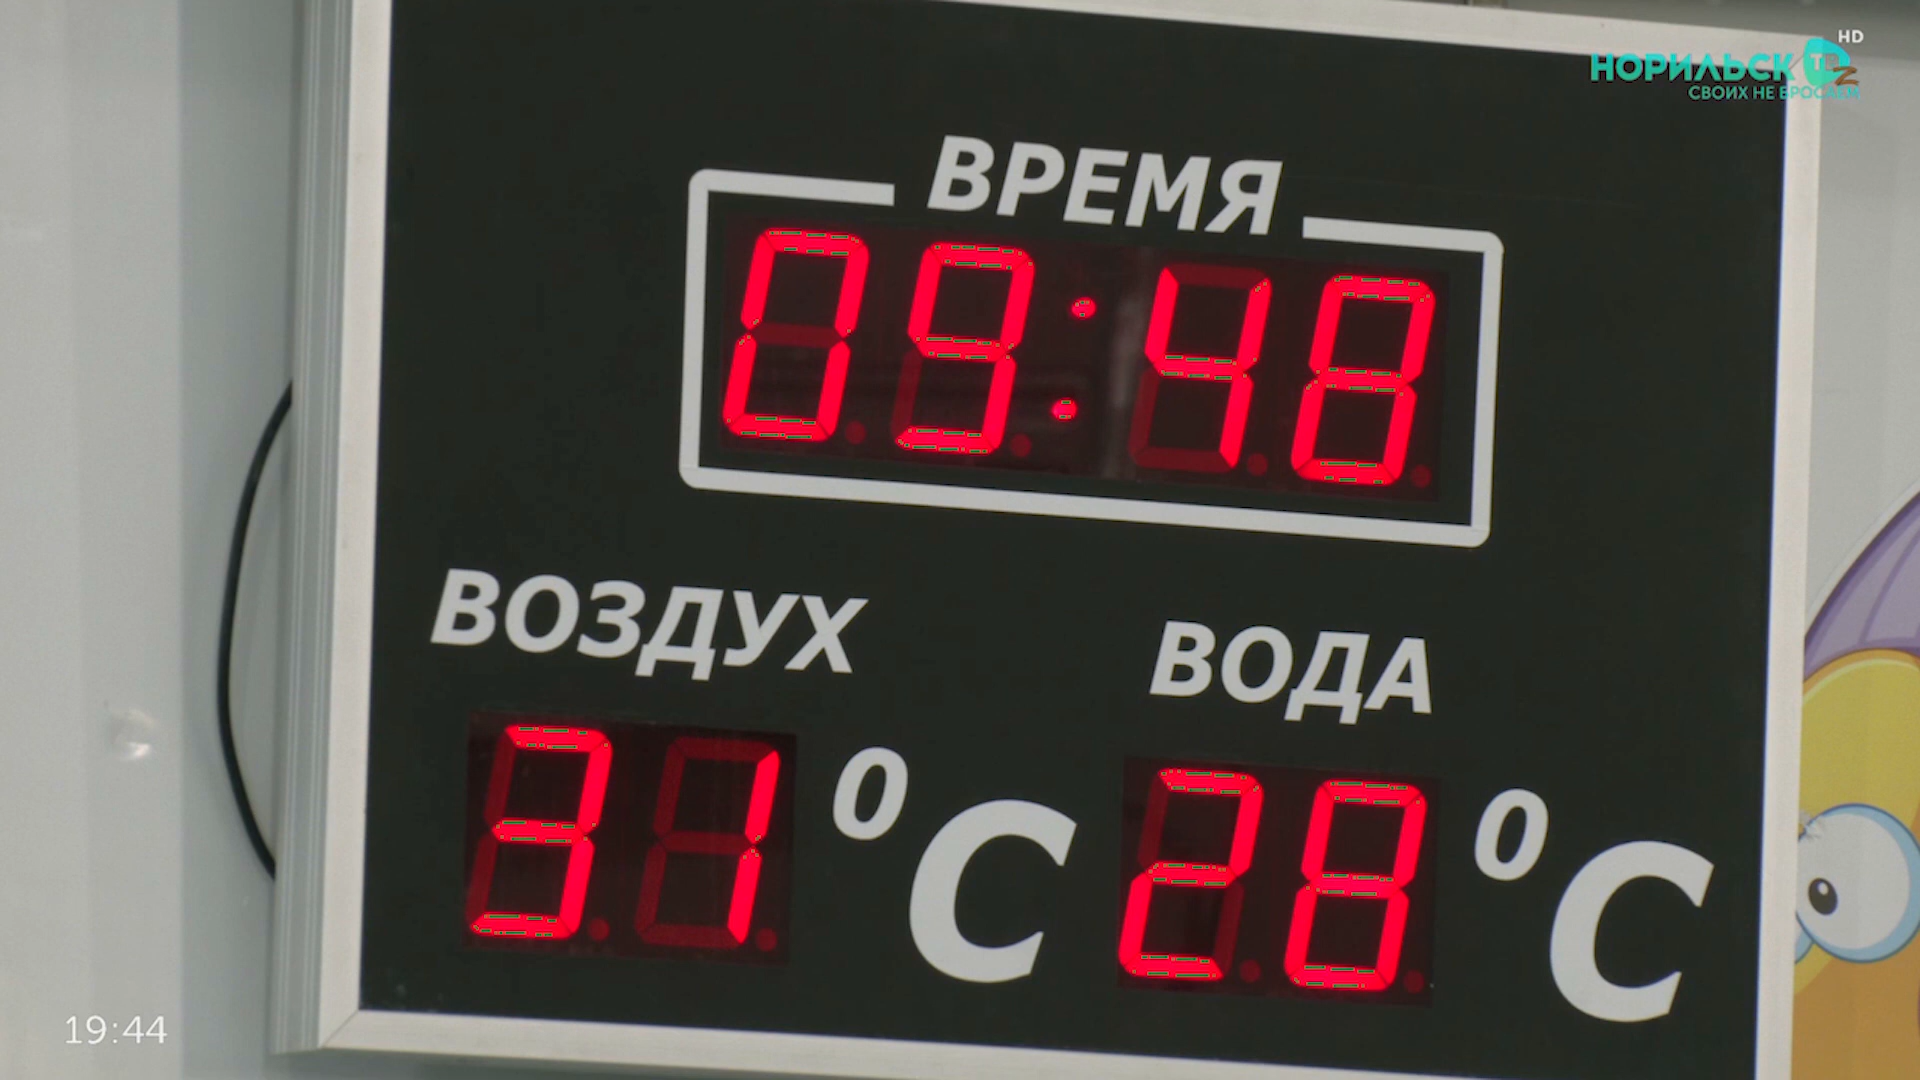 HD
НОРИЛЬСК
СВОИХ НЕ БРОСАЕМ
ВРЕМЯ
09:48
ВОЗДУХ
ВОДА
31 °C
28 °C
19:44